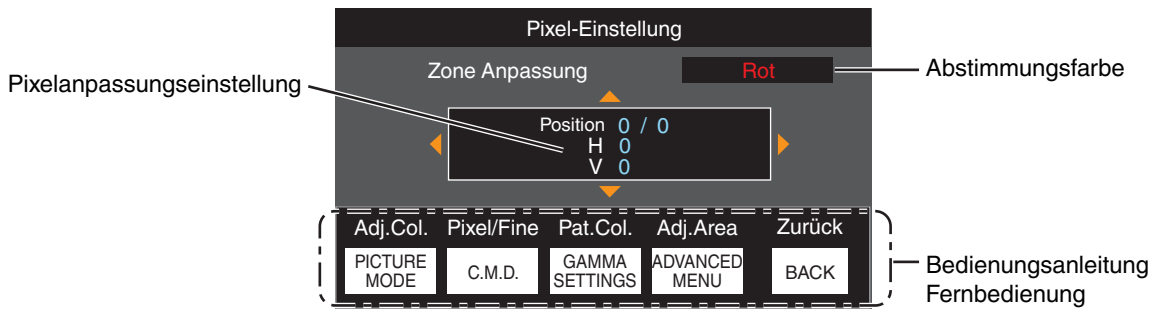 Pixel-Einstellung
Zone Anpassung Rot
Abstimmungsfarbe
Pixelanpassungseinstellung
Position 0 / 0
H 0
V 0
Adj.Col. Pixel/Fine Pat.Col. Adj.Area Zurück
PICTURE MODE C.M.D. GAMMA SETTINGS ADVANCED MENU BACK
Bedienungsanleitung
Fernbedienung